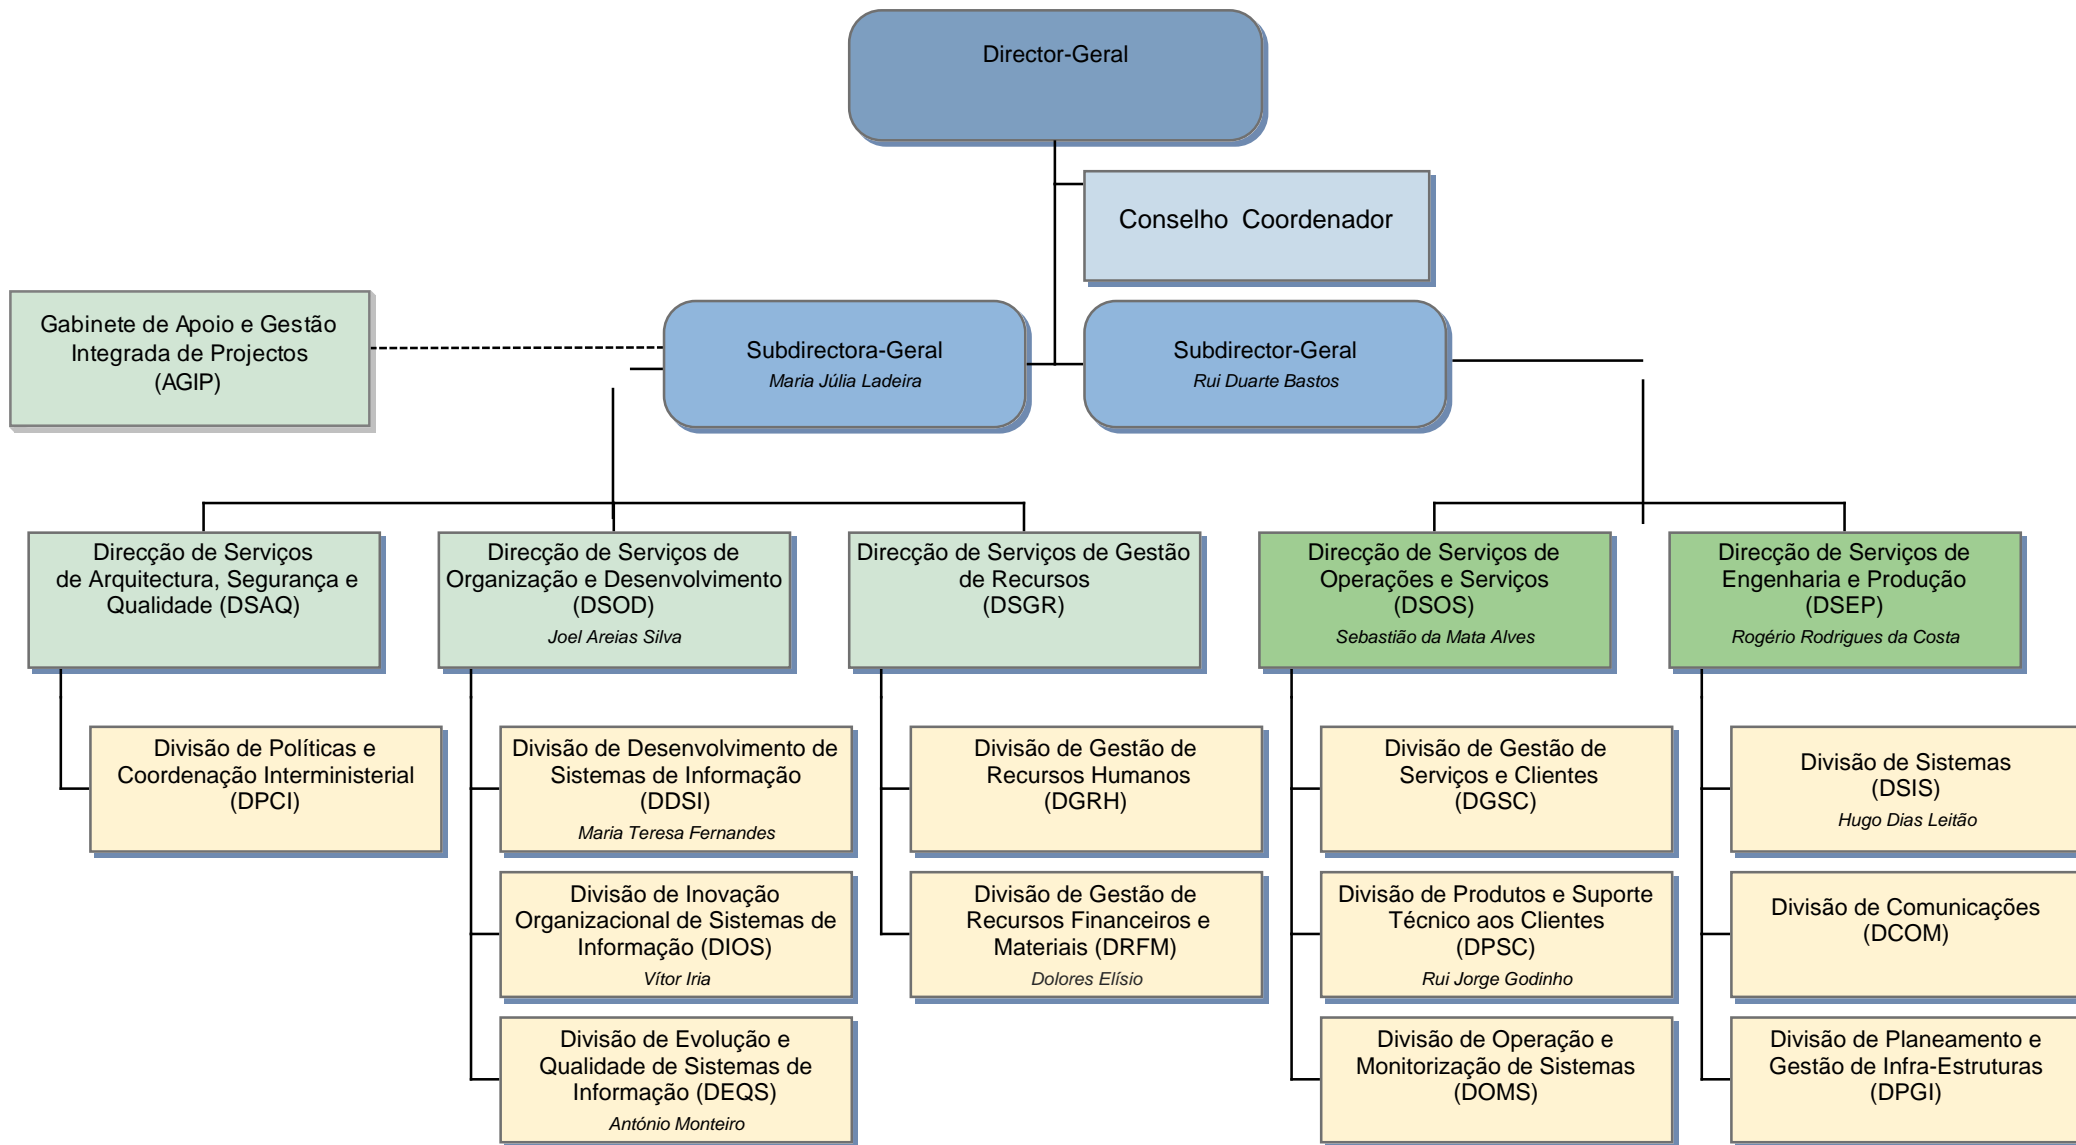 Director-Geral
Conselho Coordenador
Gabinete de Apoio e Gestão
Integrada de Projectos
(AGIP)
Subdirectora-Geral
Maria Júlia Ladeira
Subdirector-Geral
Rui Duarte Bastos
Direcção de Serviços
de Arquitectura, Segurança e
Qualidade (DSAQ)
Direcção de Serviços de
Organização e Desenvolvimento
(DSOD)
Joel Areias Silva
Direcção de Serviços de Gestão
de Recursos
(DSGR)
Direcção de Serviços de
Operações e Serviços
(DSOS)
Sebastião da Mata Alves
Direcção de Serviços de
Engenharia e Produção
(DSEP)
Rogério Rodrigues da Costa
Divisão de Políticas e
Coordenação Interministerial
(DPCI)
Divisão de Desenvolvimento de
Sistemas de Informação
(DDSI)
Maria Teresa Fernandes
Divisão de Gestão de
Recursos Humanos
(DGRH)
Divisão de Gestão de
Serviços e Clientes
(DGSC)
Divisão de Sistemas
(DSIS)
Hugo Dias Leitão
Divisão de Inovação
Organizacional de Sistemas de
Informação (DIOS)
Vítor Iria
Divisão de Gestão de
Recursos Financeiros e
Materiais (DRFM)
Dolores Elísio
Divisão de Produtos e Suporte
Técnico aos Clientes
(DPSC)
Rui Jorge Godinho
Divisão de Comunicações
(DCOM)
Divisão de Evolução e
Qualidade de Sistemas de
Informação (DEQS)
António Monteiro
Divisão de Operação e
Monitorização de Sistemas
(DOMS)
Divisão de Planeamento e
Gestão de Infra-Estruturas
(DPGI)